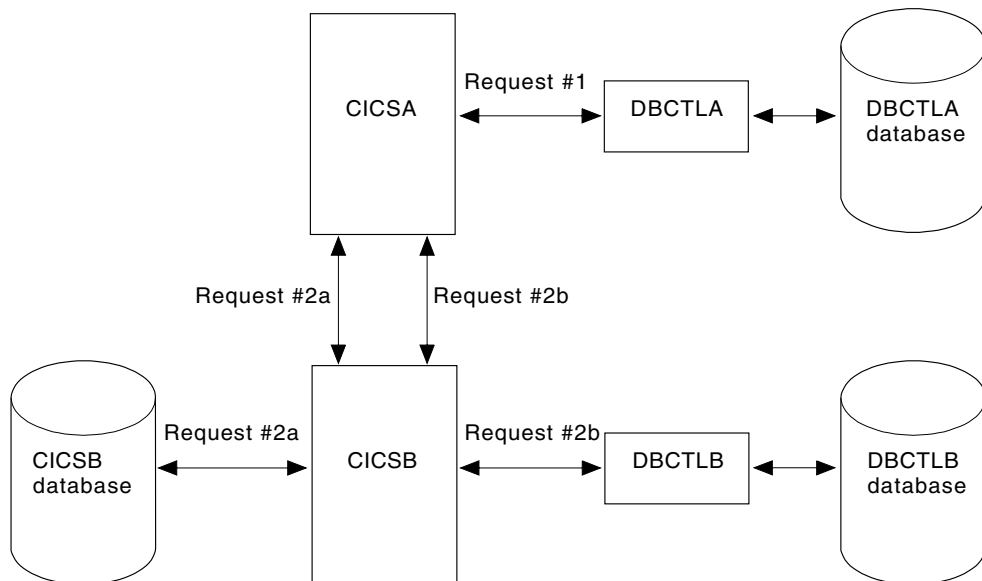 Request #1
CICSA
DBCTLA
DBCTLA
database
Request #2a
Request #2b
Request #2a
Request #2b
CICSB
database
CICSB
DBCTLB
DBCTLB
database